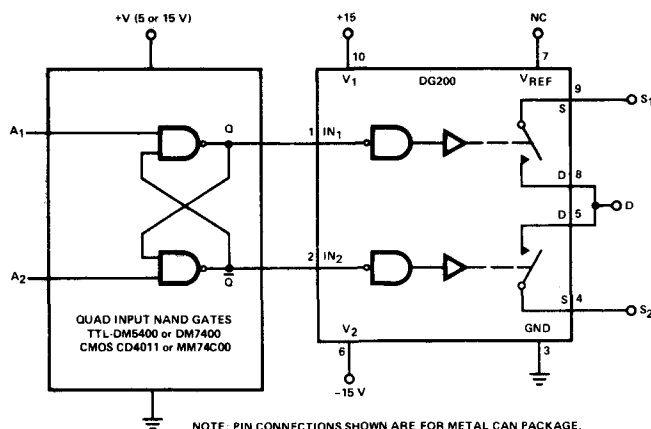 +V (5 or 15 V)
+15
NC
10
7
V1
DG200
VREF
9
S
S1
A1
Q
1
IN1
D
8
D
D
5
A2
Q̅
2
IN2
S
4
S2
QUAD INPUT NAND GATES
TTL-DM5400 or DM7400
CMOS CD4011 or MM74C00
V2
GND
6
3
-15 V
NOTE: PIN CONNECTIONS SHOWN ARE FOR METAL CAN PACKAGE.